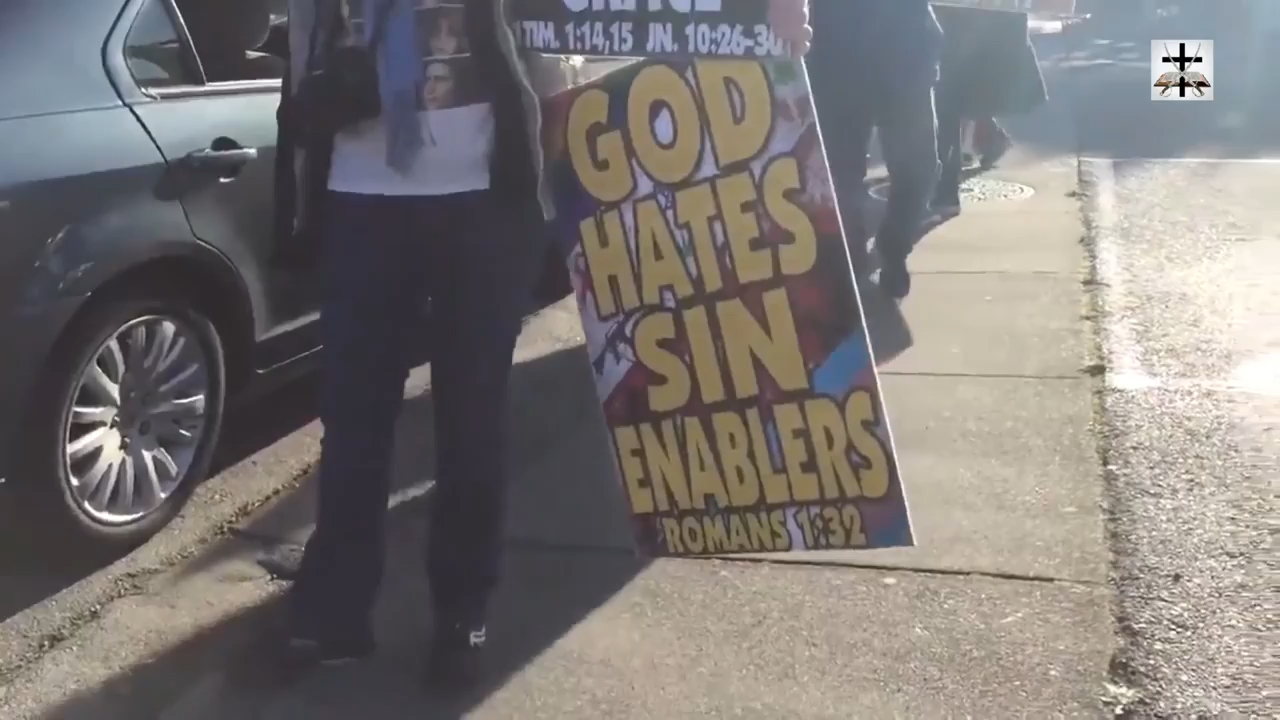 1 TIM. 1:14,15 JN. 10:26-30
GOD
HATES
SIN
ENABLERS
ROMANS 1:32